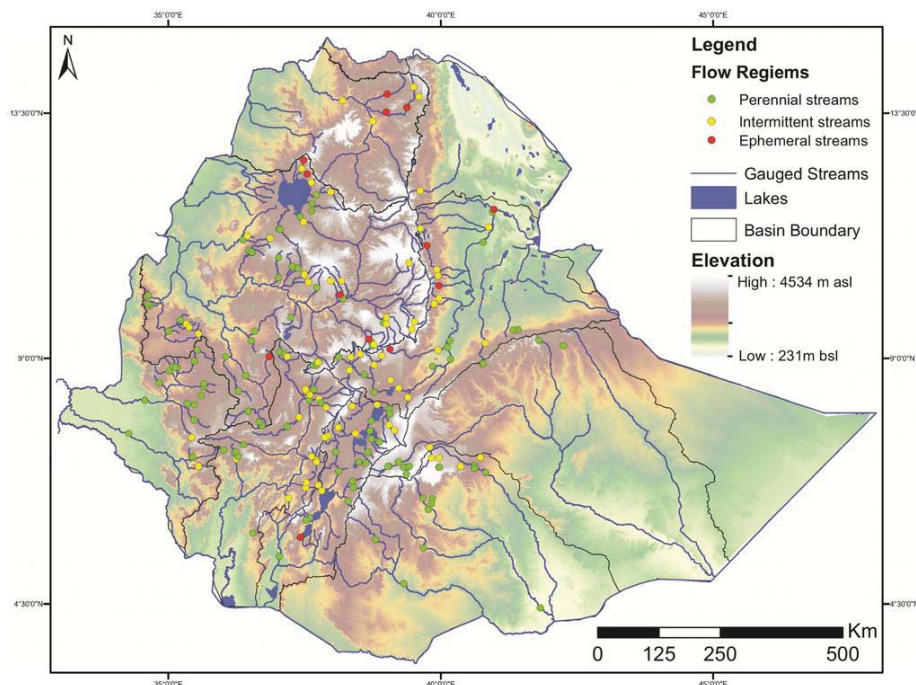 35°0'0"E 40°0'0"E 45°0'0"E
N
Legend
Flow Regiems
Perennial streams
Intermittent streams
Ephemeral streams
Gauged Streams
Lakes
Basin Boundary
Elevation
High : 4534 m asl
Low : 231m bsl
13°30'0"N 13°30'0"N
9°0'0"N 9°0'0"N
4°30'0"N 4°30'0"N
Km
0 125 250 500
35°0'0"E 40°0'0"E 45°0'0"E